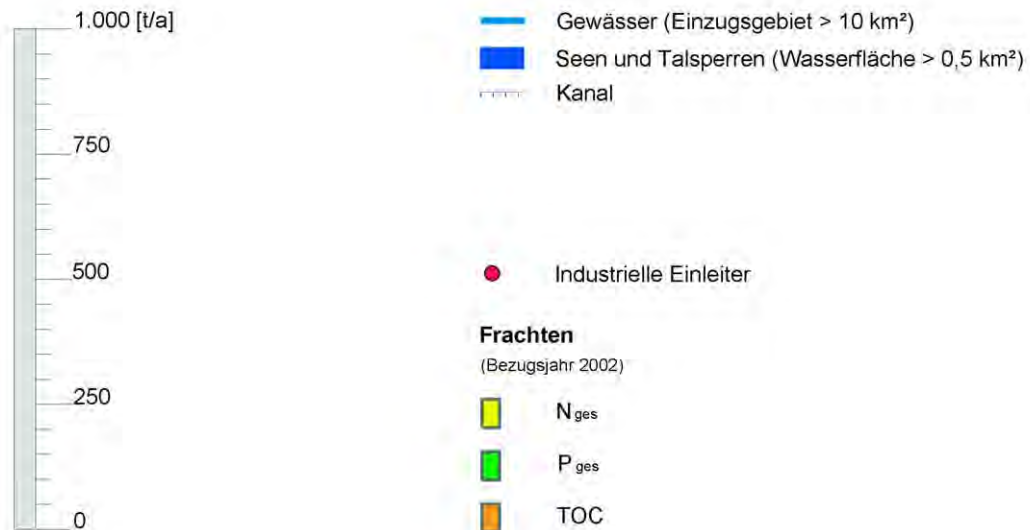 1.000 [t/a]
750
500
250
0
Gewässer (Einzugsgebiet > 10 km²)
Seen und Talsperren (Wasserfläche > 0,5 km²)
Kanal
Industrielle Einleiter
Frachten
(Bezugsjahr 2002)
N ges
P ges
TOC